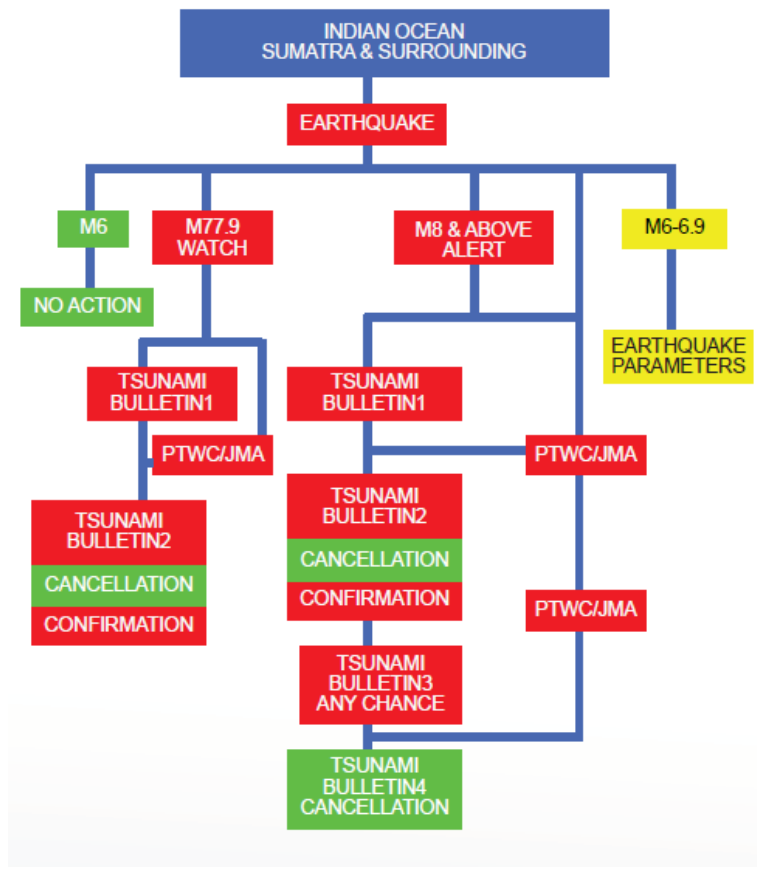 INDIAN OCEAN
SUMATRA & SURROUNDING
EARTHQUAKE
M6
M77.9
WATCH
M8 & ABOVE
ALERT
M6-6.9
NO ACTION
EARTHQUAKE
PARAMETERS
TSUNAMI
BULLETIN1
TSUNAMI
BULLETIN1
PTWC/JMA
PTWC/JMA
TSUNAMI
BULLETIN2
CANCELLATION
CONFIRMATION
TSUNAMI
BULLETIN2
CANCELLATION
CONFIRMATION
PTWC/JMA
TSUNAMI
BULLETIN3
ANY CHANCE
TSUNAMI
BULLETIN4
CANCELLATION